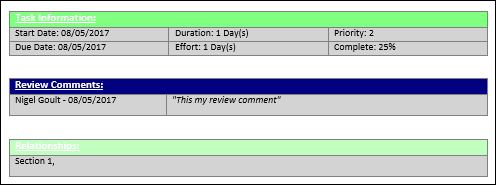 Task Information:
Start Date: 08/05/2017 Duration: 1 Day(s) Priority: 2
Due Date: 08/05/2017 Effort: 1 Day(s) Complete: 25%
Review Comments:
Nigel Goult - 08/05/2017 "This my review comment"
Relationships:
Section 1,